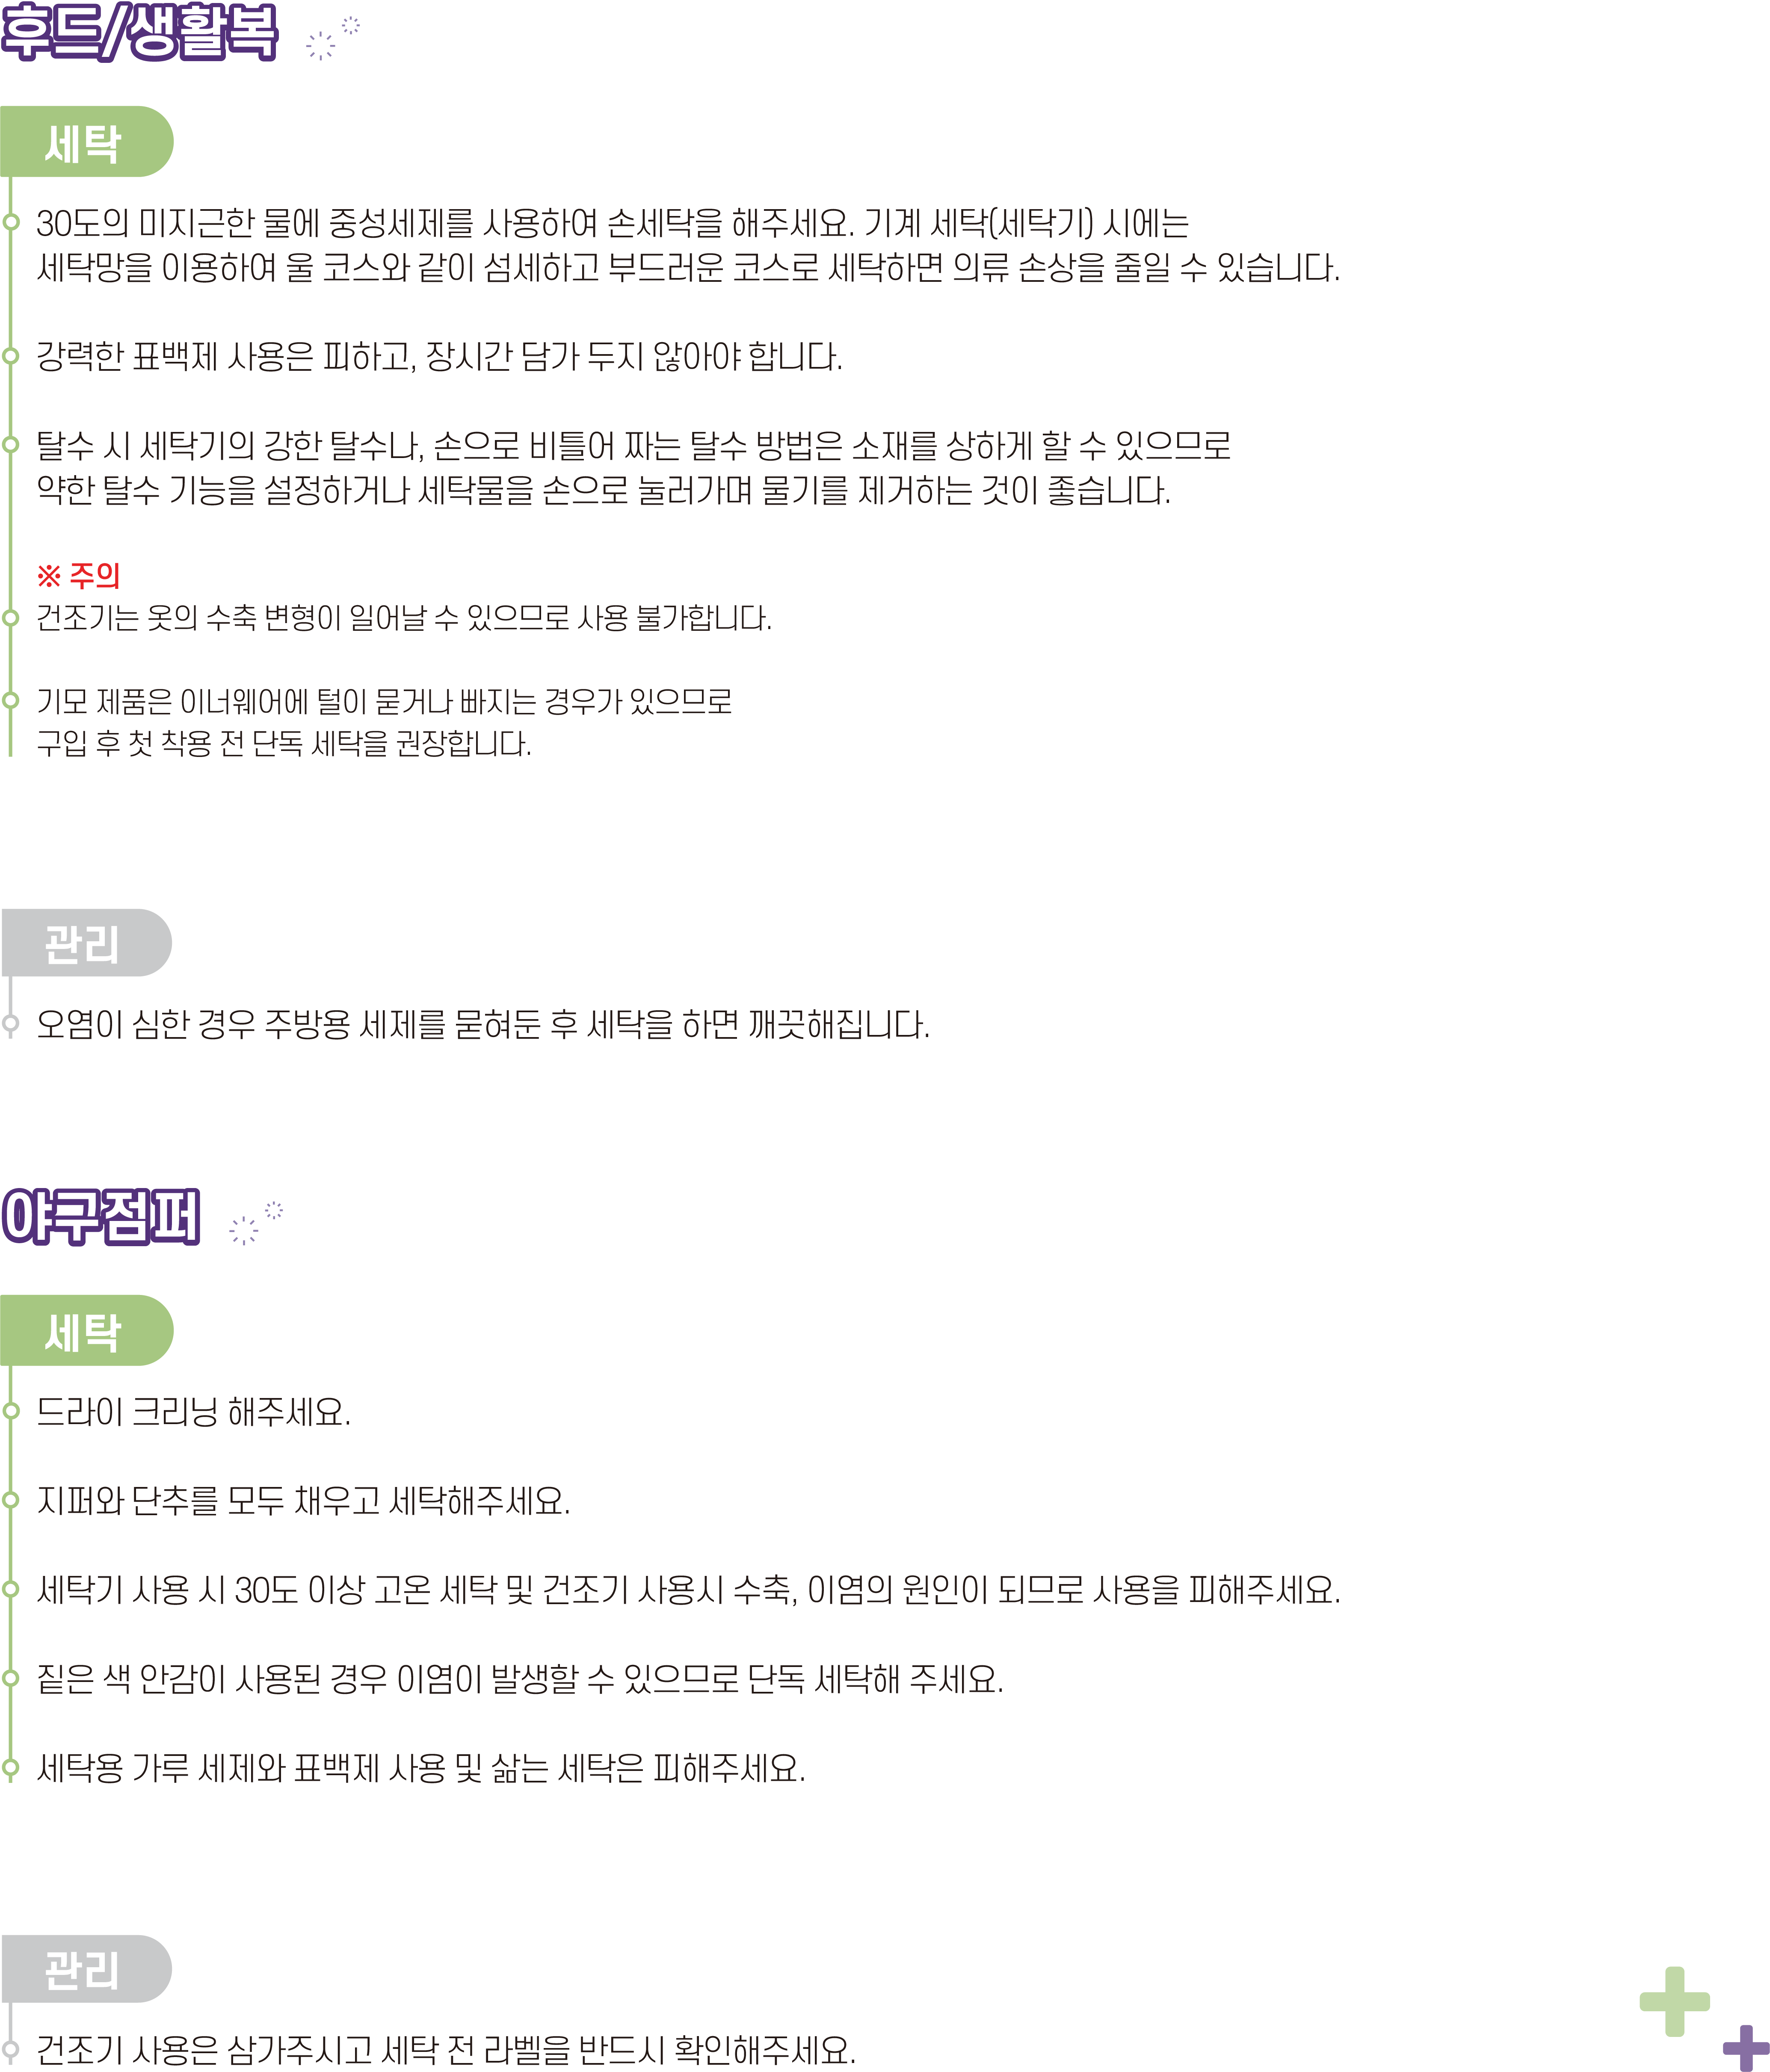 후드/생활복
세탁
30도의 미지근한 물에 중성세제를 사용하여 손세탁을 해주세요. 기계 세탁(세탁기) 시에는
세탁망을 이용하여 울 코스와 같이 섬세하고 부드러운 코스로 세탁하면 의류 손상을 줄일 수 있습니다.
강력한 표백제 사용은 피하고, 장시간 담가 두지 않아야 합니다.
탈수 시 세탁기의 강한 탈수나, 손으로 비틀어 짜는 탈수 방법은 소재를 상하게 할 수 있으므로
약한 탈수 기능을 설정하거나 세탁물을 손으로 눌러가며 물기를 제거하는 것이 좋습니다.
※ 주의
건조기는 옷의 수축 변형이 일어날 수 있으므로 사용 불가합니다.
기모 제품은 이너웨어에 털이 묻거나 빠지는 경우가 있으므로
구입 후 첫 착용 전 단독 세탁을 권장합니다.
관리
오염이 심한 경우 주방용 세제를 묻혀둔 후 세탁을 하면 깨끗해집니다.
야구점퍼
세탁
드라이 크리닝 해주세요.
지퍼와 단추를 모두 채우고 세탁해주세요.
세탁기 사용 시 30도 이상 고온 세탁 및 건조기 사용시 수축, 이염의 원인이 되므로 사용을 피해주세요.
짙은 색 안감이 사용된 경우 이염이 발생할 수 있으므로 단독 세탁해 주세요.
세탁용 가루 세제와 표백제 사용 및 삶는 세탁은 피해주세요.
관리
건조기 사용은 삼가주시고 세탁 전 라벨을 반드시 확인해주세요.